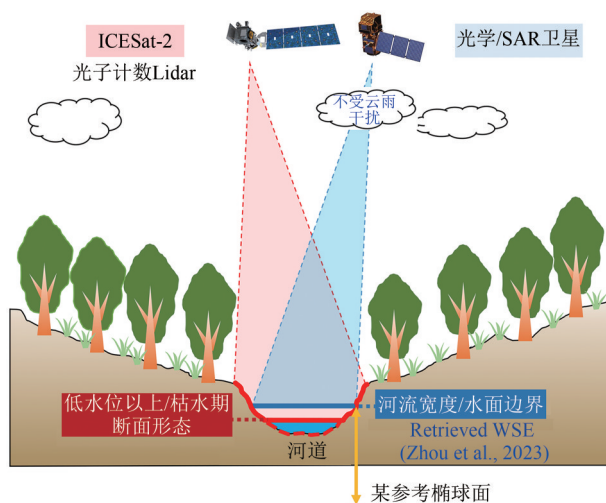 ICESat-2
光子计数Lidar
光学/SAR卫星
不受云雨
干扰
低水位以上/枯水期
断面形态
河流宽度/水面边界
Retrieved WSE
(Zhou et al., 2023)
河道
某参考椭球面